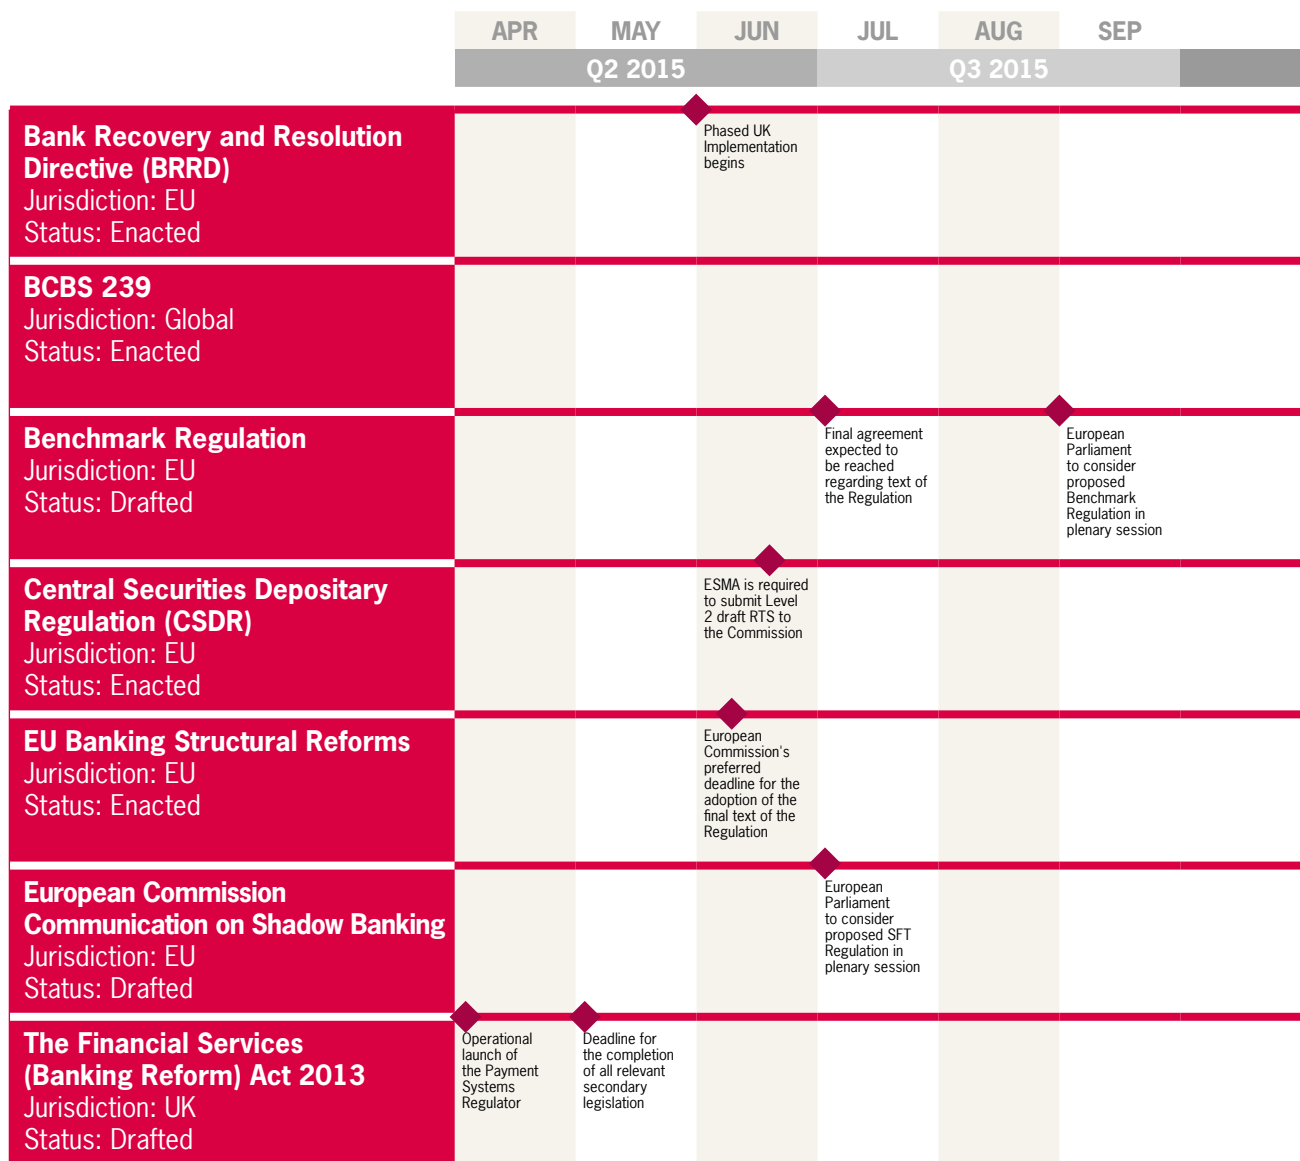 APR MAY JUN JUL AUG SEP
Q2 2015 Q3 2015
Bank Recovery and Resolution
Directive (BRRD)
Jurisdiction: EU
Status: Enacted
Phased UK
Implementation
begins
BCBS 239
Jurisdiction: Global
Status: Enacted
Benchmark Regulation
Jurisdiction: EU
Status: Drafted
Final agreement
expected to
be reached
regarding text of
the Regulation
European
Parliament
to consider
proposed
Benchmark
Regulation in
plenary session
Central Securities Depositary
Regulation (CSDR)
Jurisdiction: EU
Status: Enacted
ESMA is required
to submit Level
2 draft RTS to
the Commission
EU Banking Structural Reforms
Jurisdiction: EU
Status: Enacted
European
Commission's
preferred
deadline for the
adoption of the
final text of the
Regulation
European Commission
Communication on Shadow Banking
Jurisdiction: EU
Status: Drafted
European
Parliament
to consider
proposed SFT
Regulation in
plenary session
The Financial Services
(Banking Reform) Act 2013
Jurisdiction: UK
Status: Drafted
Operational
launch of
the Payment
Systems
Regulator
Deadline for
the completion
of all relevant
secondary
legislation